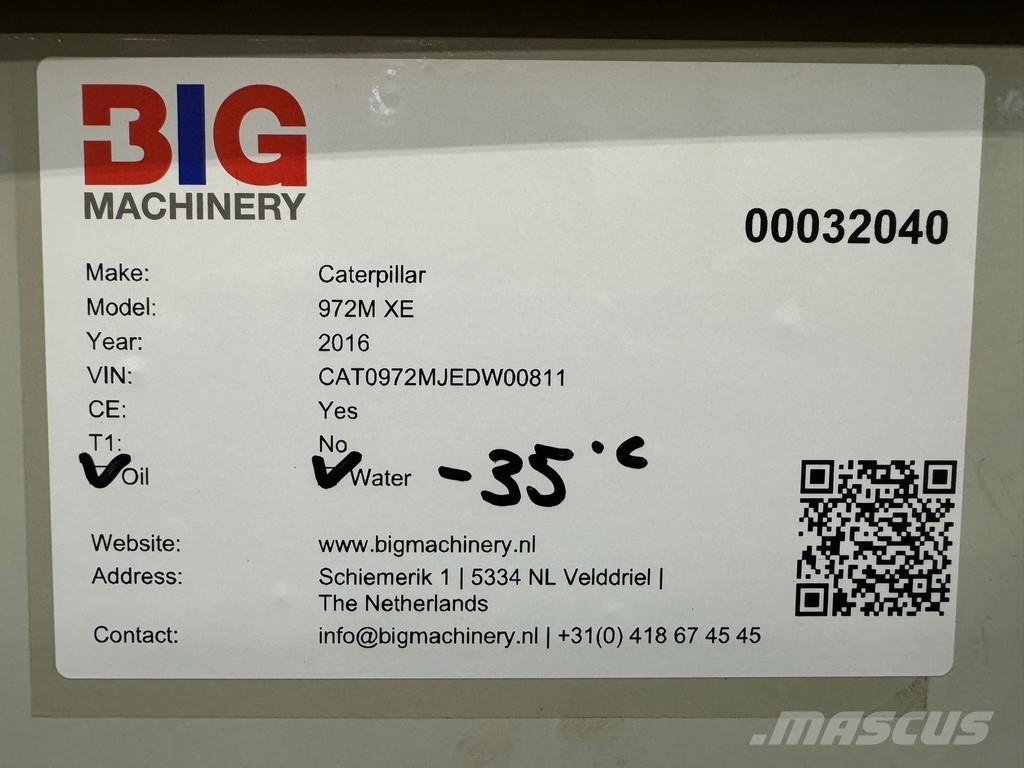 BIG
MACHINERY
00032040
Make: Caterpillar
Model: 972M XE
Year: 2016
VIN: CAT0972MJEDW00811
CE: Yes
T1: No
Oil Water -35°C
Website: www.bigmachinery.nl
Address: Schiemerik 1 | 5334 NL Velddriel |
The Netherlands
Contact: info@bigmachinery.nl | +31(0) 418 67 45 45
.MASCUS